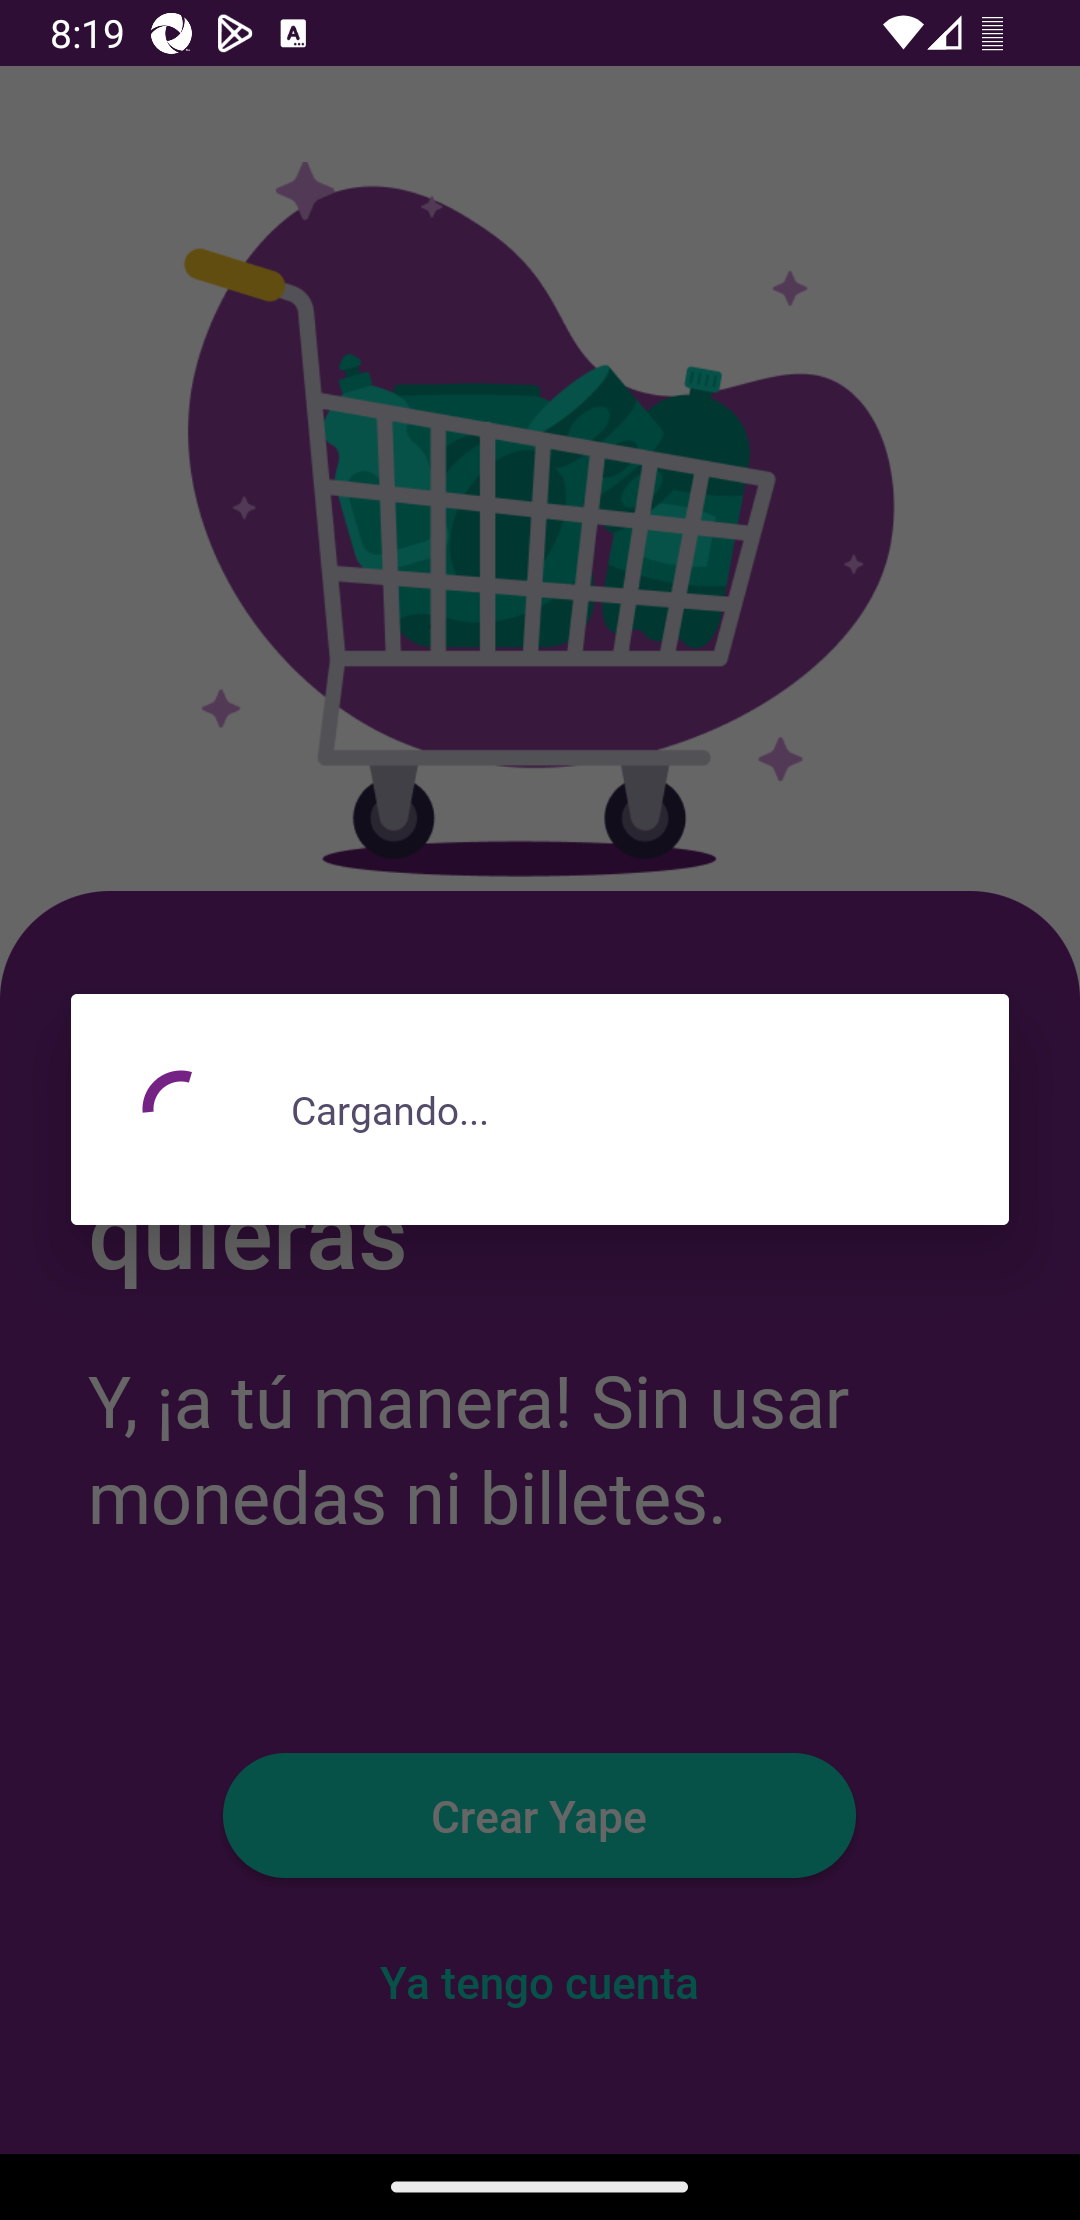 8:19
Cargando...
quieras
Y, ¡a tú manera! Sin usar
monedas ni billetes.
Crear Yape
Ya tengo cuenta